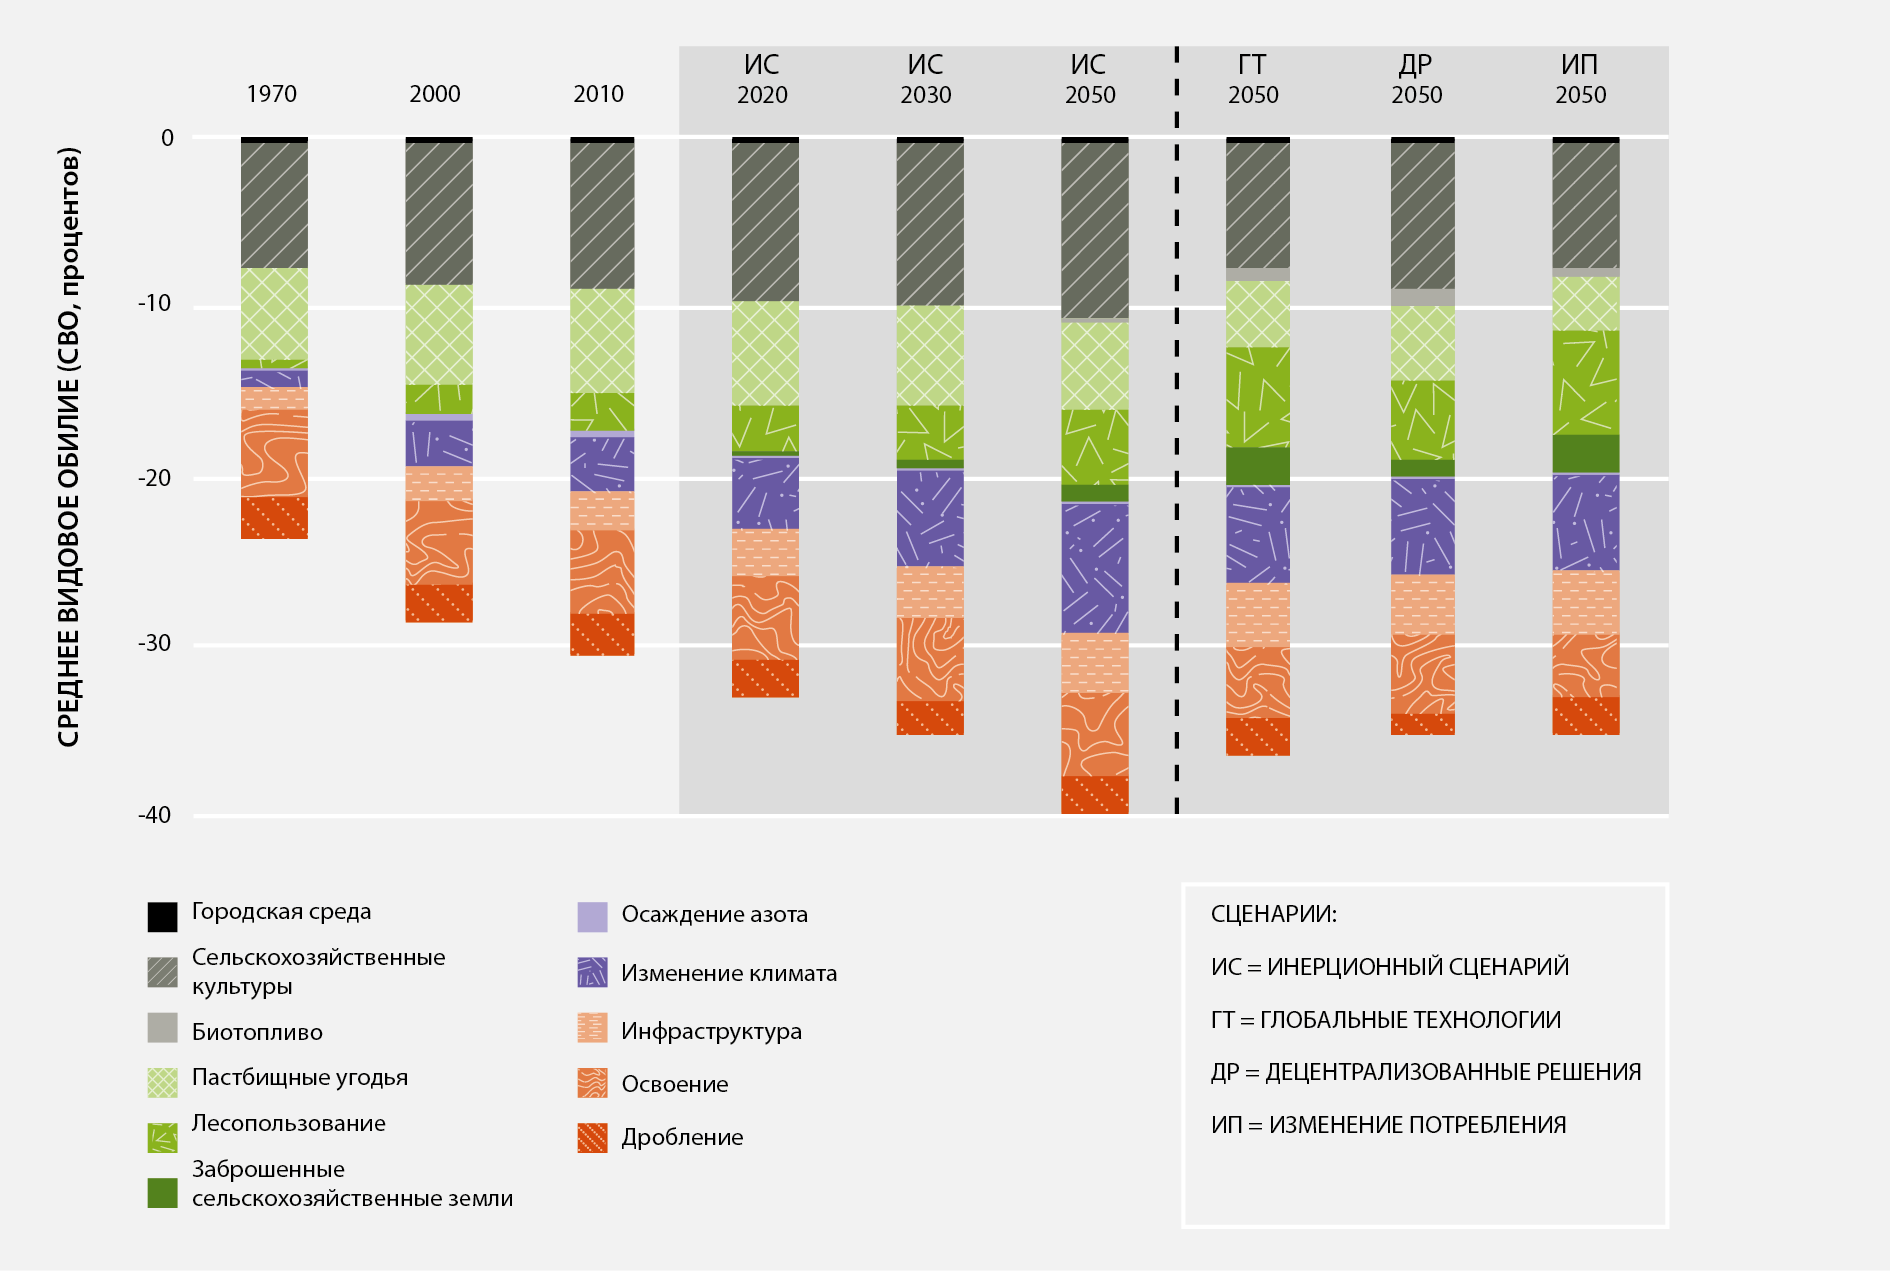 ИС ИС ИС ГТ ДР ИП
1970 2000 2010 2020 2030 2050 2050 2050 2050
0
-10
-20
-30
-40
СРЕДНЕЕ ВИДОВОЕ ОБИЛИЕ (СВО, процентов)
Городская среда
Сельскохозяйственные
культуры
Биотопливо
Пастбищные угодья
Лесопользование
Заброшенные
сельскохозяйственные земли
Осаждение азота
Изменение климата
Инфраструктура
Освоение
Дробление
СЦЕНАРИИ:
ИС = ИНЕРЦИОННЫЙ СЦЕНАРИЙ
ГТ = ГЛОБАЛЬНЫЕ ТЕХНОЛОГИИ
ДР = ДЕЦЕНТРАЛИЗОВАННЫЕ РЕШЕНИЯ
ИП = ИЗМЕНЕНИЕ ПОТРЕБЛЕНИЯ